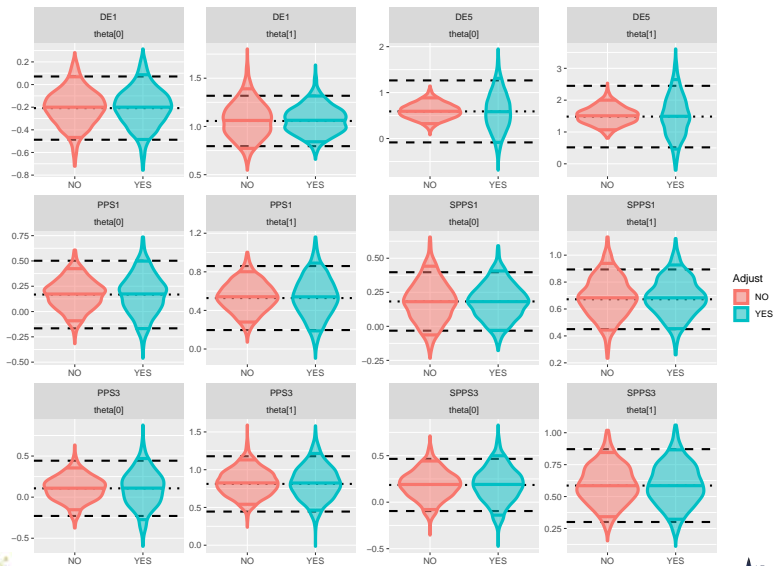 DE1
theta[0]
0.2
0.0
−0.2
−0.4
−0.6
−0.8
NO
YES
DE1
theta[1]
1.5
1.0
0.5
NO
YES
DE5
theta[0]
2
1
0
NO
YES
DE5
theta[1]
3
2
1
0
NO
YES
PPS1
theta[0]
0.75
0.50
0.25
0.00
−0.25
−0.50
NO
YES
PPS1
theta[1]
1.2
0.8
0.4
0.0
NO
YES
SPPS1
theta[0]
0.50
0.25
0.00
−0.25
NO
YES
SPPS1
theta[1]
1.0
0.8
0.6
0.4
0.2
NO
YES
Adjust
NO
YES
PPS3
theta[0]
0.5
0.0
−0.5
NO
YES
PPS3
theta[1]
1.5
1.0
0.5
0.0
NO
YES
SPPS3
theta[0]
0.5
0.0
−0.5
NO
YES
SPPS3
theta[1]
1.00
0.75
0.50
0.25
NO
YES